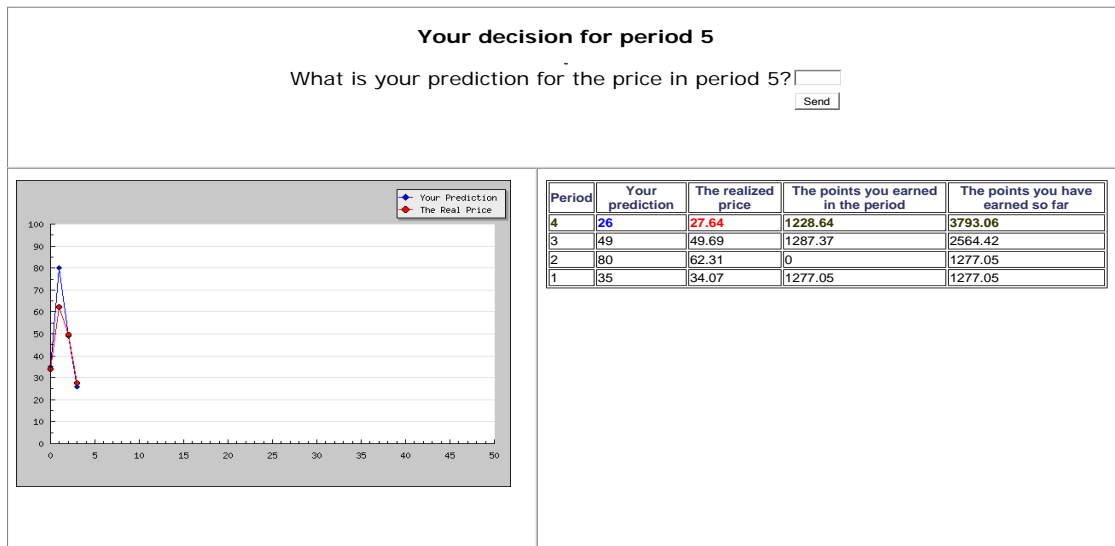 Your decision for period 5
-
What is your prediction for the price in period 5?
Send
Your Prediction
The Real Price
100
90
80
70
60
50
40
30
20
10
0
0 5 10 15 20 25 30 35 40 45 50
Period Your prediction The realized price The points you earned in the period The points you have earned so far
4 26 27.64 1228.64 3793.06
3 49 49.69 1287.37 2564.42
2 80 62.31 0 1277.05
1 35 34.07 1277.05 1277.05